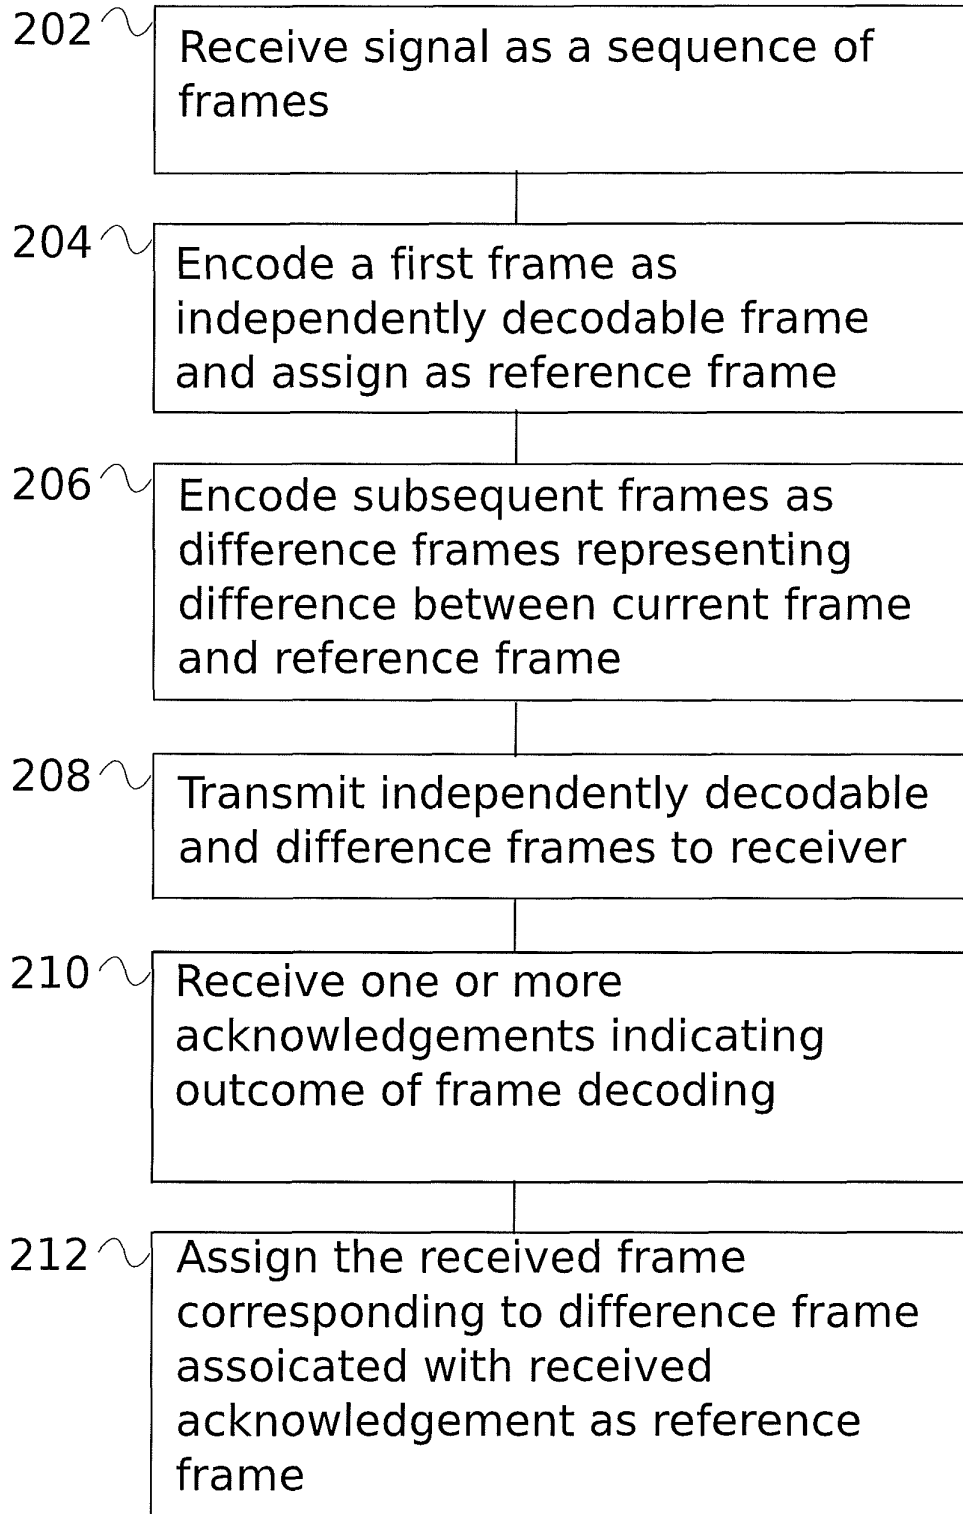 202
Receive signal as a sequence of
frames
204
Encode a first frame as
independently decodable frame
and assign as reference frame
206
Encode subsequent frames as
difference frames representing
difference between current frame
and reference frame
208
Transmit independently decodable
and difference frames to receiver
210
Receive one or more
acknowledgements indicating
outcome of frame decoding
212
Assign the received frame
corresponding to difference frame
assoicated with received
acknowledgement as reference
frame